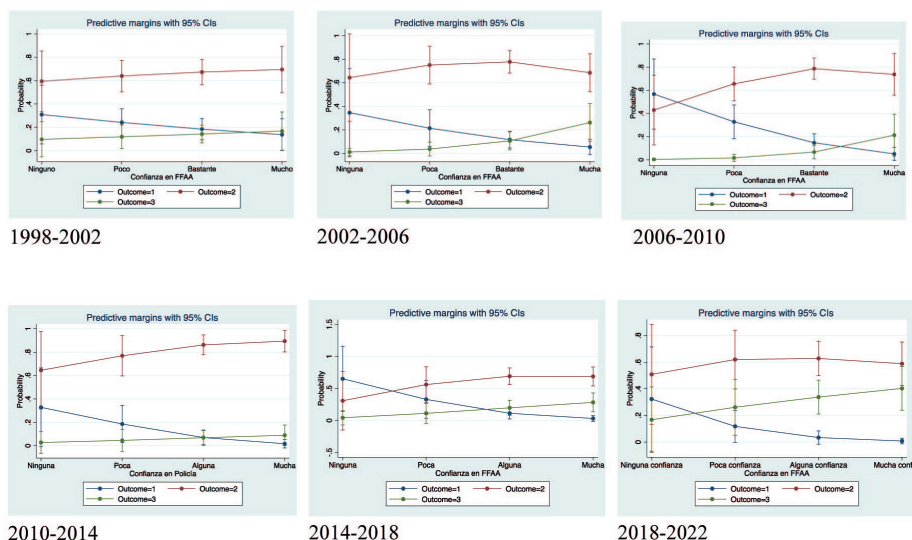 Predictive margins with 95% CIs
Probability
1
.8
.6
.4
.2
0
Ninguno Poca Bastante Mucho
Confianza en FFAA
Outcome=1 Outcome=2
Outcome=3
1998-2002
Predictive margins with 95% CIs
Probability
1
.8
.6
.4
.2
0
Ninguna Poca Bastante Mucha
Confianza en FFAA
Outcome=1 Outcome=2
Outcome=3
2002-2006
Predictive margins with 95% CIs
Probability
1
.8
.6
.4
.2
0
Ninguna Poca Bastante Mucha
Confianza en FFAA
Outcome=1 Outcome=2
Outcome=3
2006-2010
Predictive margins with 95% CIs
Probability
1
.8
.6
.4
.2
0
Ninguna Poca Alguna Mucha
Confianza en Policia
Outcome=1 Outcome=2
Outcome=3
2010-2014
Predictive margins with 95% CIs
Probability
1.5
1
.5
0
-.5
Ninguna Poca Alguna Mucha
Confianza en FFAA
Outcome=1 Outcome=2
Outcome=3
2014-2018
Predictive margins with 95% CIs
Probability
.8
.6
.4
.2
0
Ninguna confianza Poca confianza Alguna confianza Mucha conf
Confianza en FFAA
Outcome=1 Outcome=2
Outcome=3
2018-2022